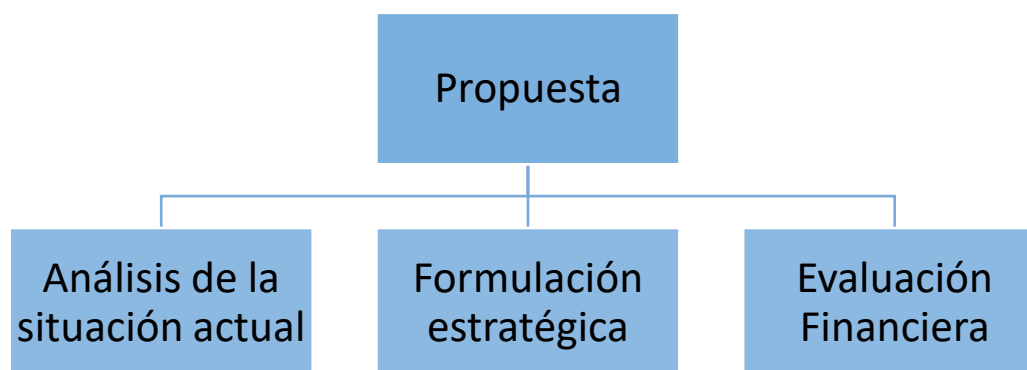 Propuesta
Análisis de la
situación actual
Formulación
estratégica
Evaluación
Financiera